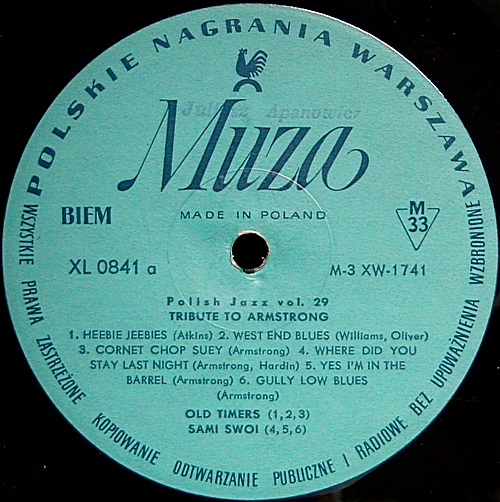 POLSKIE NAGRANIA WARSZAWA
Juliusz Apanowicz
Muza
BIEM
MADE IN POLAND
M
33
XL 0841 a
M-3 XW-1741
Polish Jazz vol. 29
TRIBUTE TO ARMSTRONG
1. HEEBIE JEEBIES (Atkins) 2. WEST END BLUES (Williams, Oliver)
3. CORNET CHOP SUEY (Armstrong) 4. WHERE DID YOU
STAY LAST NIGHT (Armstrong, Hardin) 5. YES I'M IN THE
BARREL (Armstrong) 6. GULLY LOW BLUES
(Armstrong)
OLD TIMERS (1,2,3)
SAMI SWOI (4,5,6)
WSZYSTKIE PRAWA ZASTRZEŻONE KOPIOWANIE ODTWARZANIE PUBLICZNE I RADIOWE BEZ UPOWAŻNIENIA WZBRONIONE